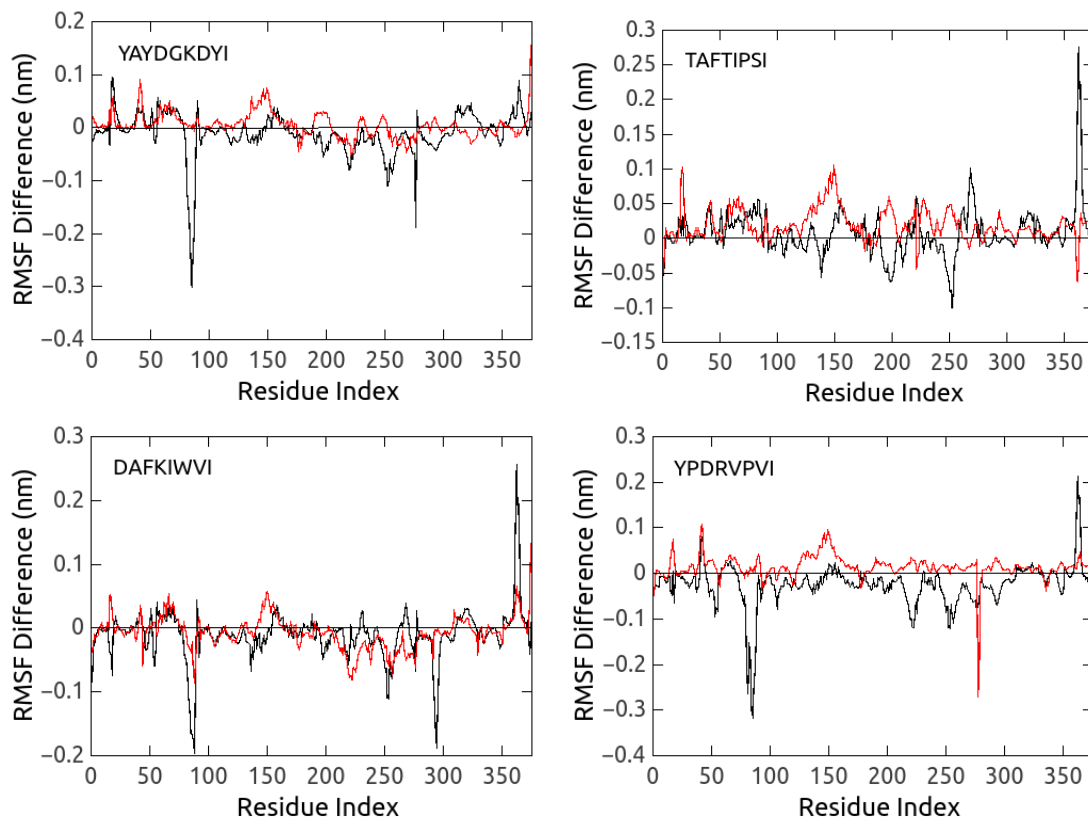 YAYDGKDYI
RMSF Difference (nm)
0.2
0.1
0
−0.1
−0.2
−0.3
−0.4
0 50 100 150 200 250 300 350
Residue Index
TAFTIPSI
RMSF Difference (nm)
0.3
0.25
0.2
0.15
0.1
0.05
0
−0.05
−0.1
−0.15
0 50 100 150 200 250 300 350
Residue Index
DAFKIWVI
RMSF Difference (nm)
0.3
0.2
0.1
0
−0.1
−0.2
0 50 100 150 200 250 300 350
Residue Index
YPDRVPVI
RMSF Difference (nm)
0.3
0.2
0.1
0
−0.1
−0.2
−0.3
−0.4
0 50 100 150 200 250 300 350
Residue Index